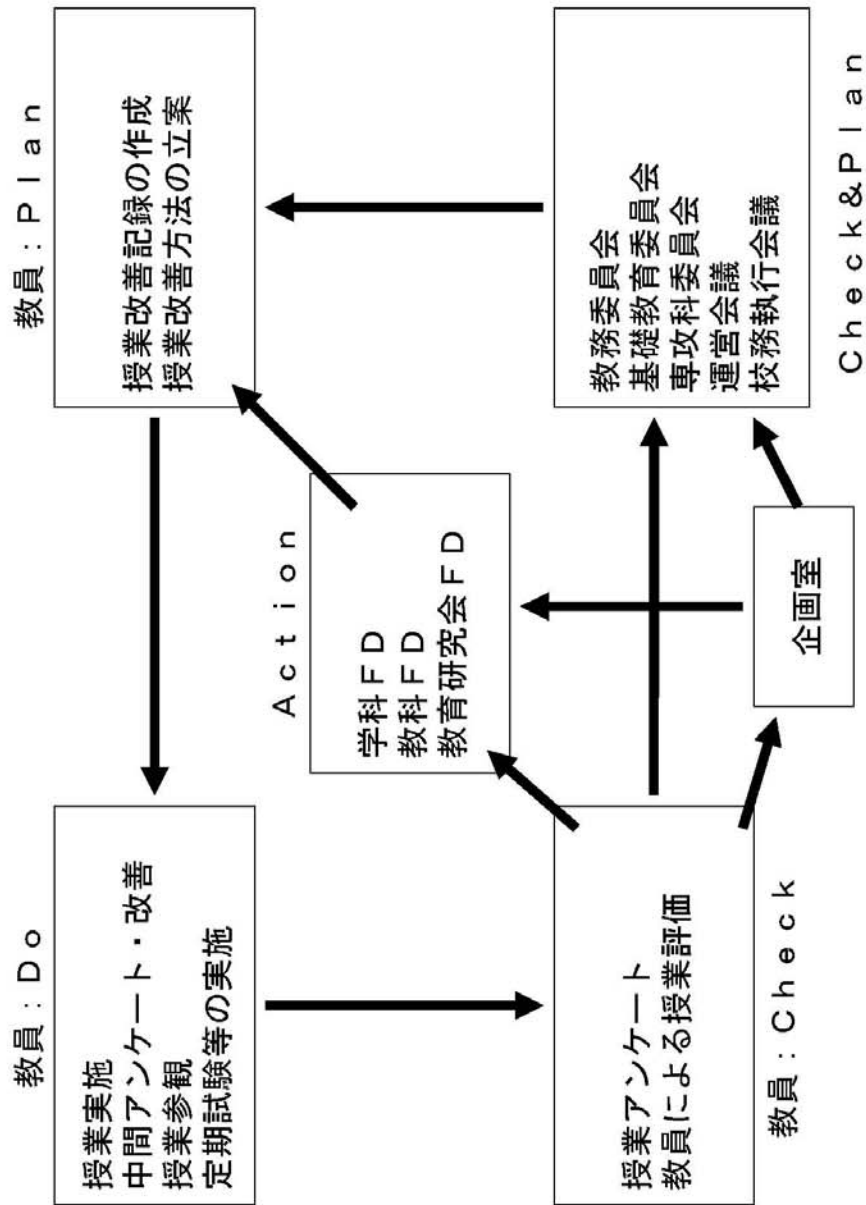 教員：Do
授業実施
中間アンケート・改善
授業参観
定期試験等の実施
教員：Plan
授業改善記録の作成
授業改善方法の立案
Action
学科FD
教科FD
教育研究会FD
授業アンケート
教員による授業評価
教員：Check
企画室
教務委員会
基礎教育委員会
専攻科委員会
運営会議
校務執行会議
Check&Plan